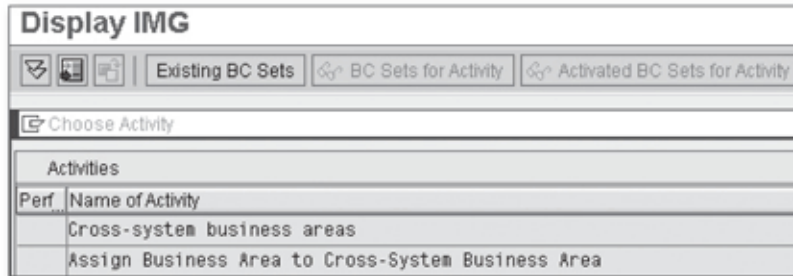 Display IMG
Existing BC Sets BC Sets for Activity Activated BC Sets for Activity
Choose Activity
Activities
Perf... Name of Activity
Cross-system business areas
Assign Business Area to Cross-System Business Area